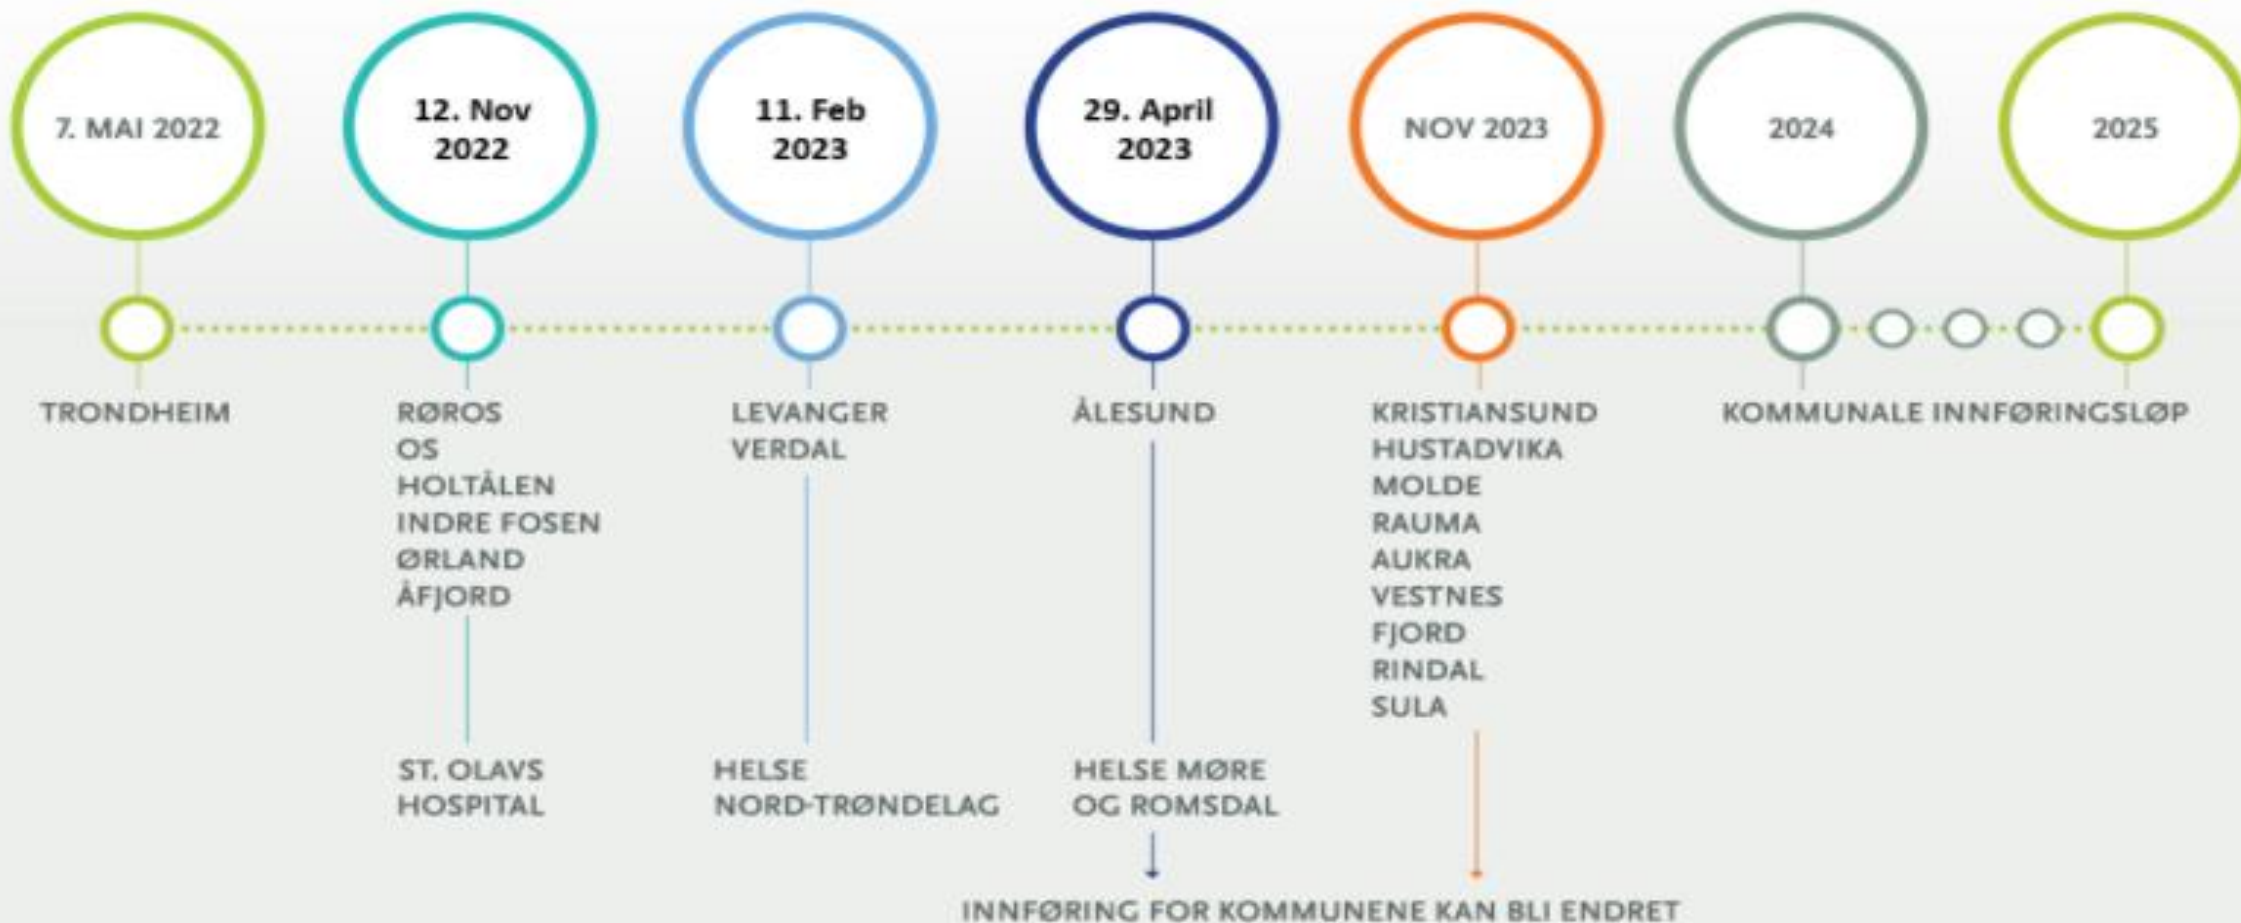 7. MAI 2022
12. Nov
2022
11. Feb
2023
29. April
2023
NOV 2023
2024
2025
TRONDHEIM
RØROS
OS
HOLTÅLEN
INDRE FOSEN
ØRLAND
ÅFJORD
ST. OLAVS
HOSPITAL
LEVANGER
VERDAL
HELSE
NORD-TRØNDELAG
ÅLESUND
HELSE MØRE
OG ROMSDAL
KRISTIANSUND
HUSTADVIKA
MOLDE
RAUMA
AUKRA
VESTNES
FJORD
RINDAL
SULA
KOMMUNALE INNFØRINGSLØP
INNFØRING FOR KOMMUNENE KAN BLI ENDRET